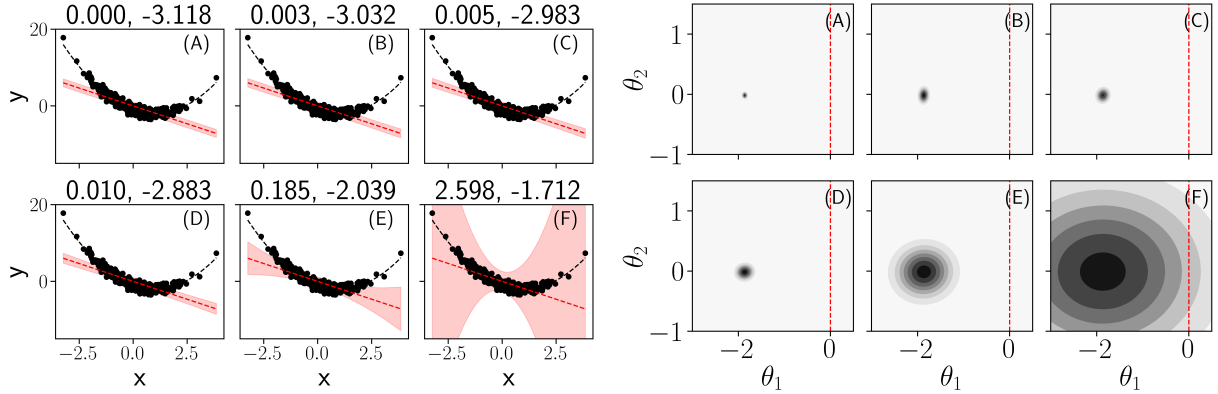 0.000, -3.118 0.003, -3.032 0.005, -2.983
20 (A) (B) (C) 1 (A) (B) (C)
y 0 θ2 0
−1
0.010, -2.883 0.185, -2.039 2.598, -1.712
20 (D) (E) (F) 1 (D) (E) (F)
y 0 θ2 0
−1
−2.5 0.0 2.5 −2.5 0.0 2.5 −2.5 0.0 2.5 −2 0 −2 0 −2 0
x x x θ1 θ1 θ1